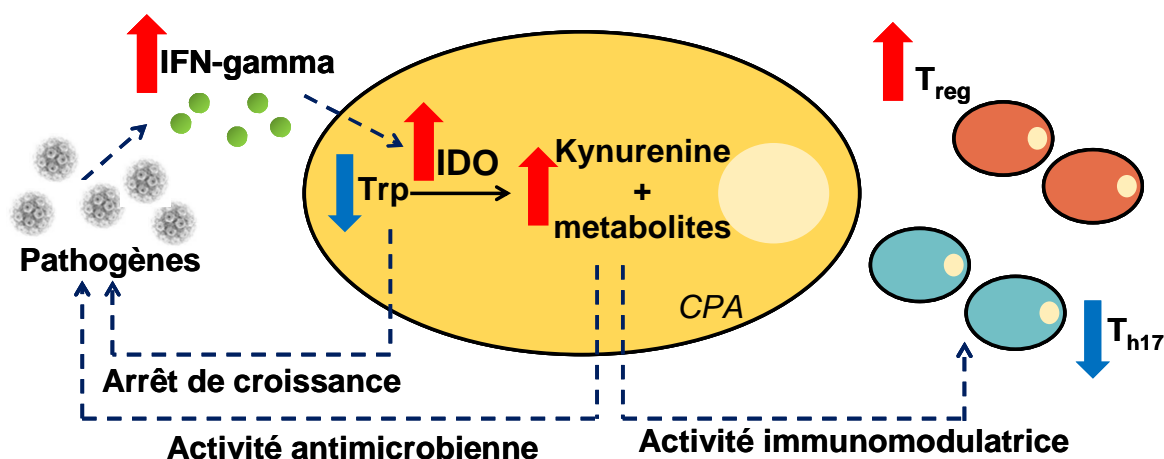 IFN-gamma
Pathogènes
Trp
IDO
Kynurenine
+
metabolites
CPA
Treg
Th17
Arrêt de croissance
Activité antimicrobienne
Activité immunomodulatrice